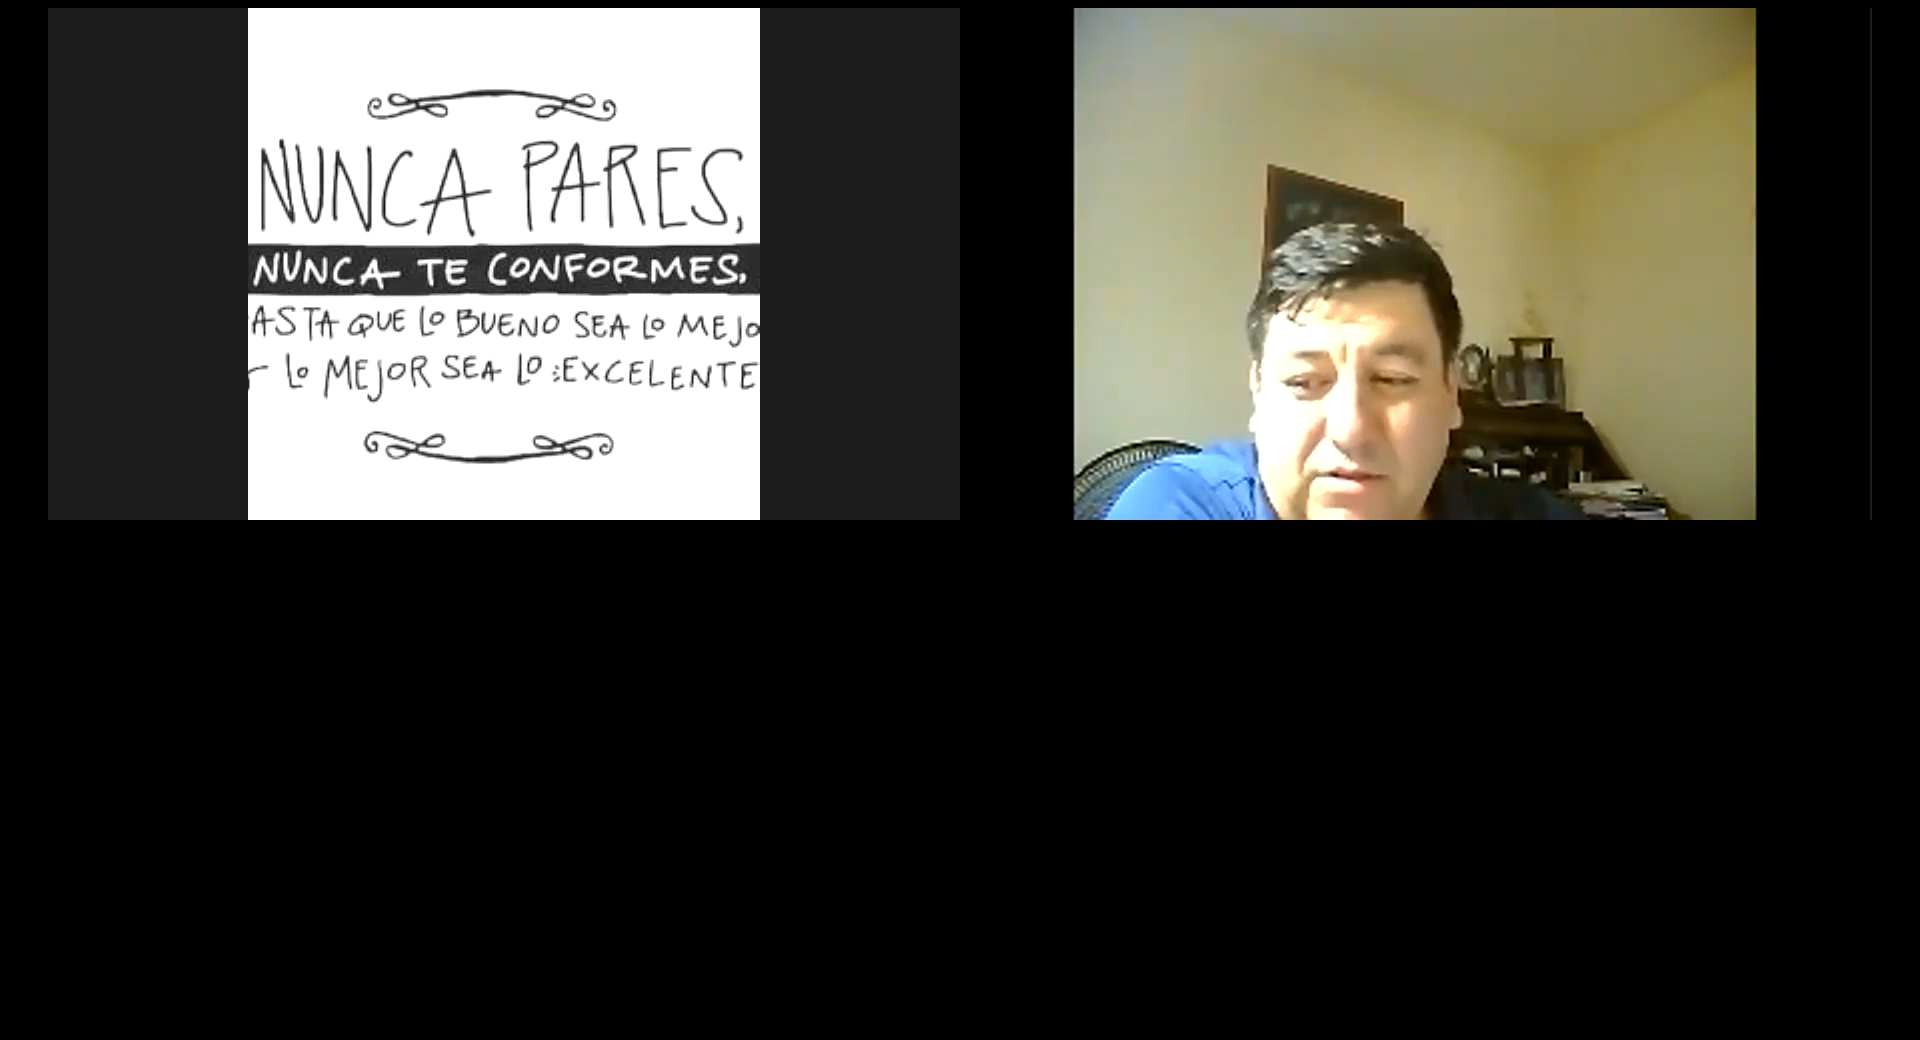 NUNCA PARES,
NUNCA TE CONFORMES.
ASTA QUE LO BUENO SEA LO MEJO
LO MEJOR SEA LO EXCELENTE